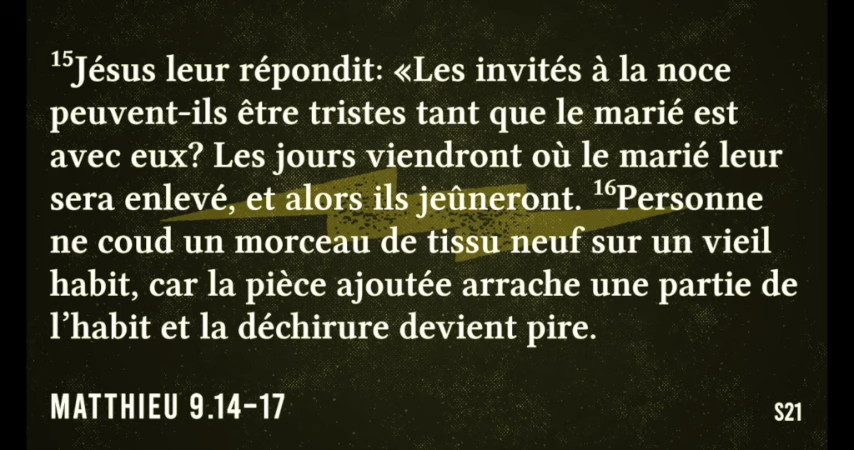 ¹⁵Jésus leur répondit: «Les invités à la noce
peuvent-ils être tristes tant que le marié est
avec eux? Les jours viendront où le marié leur
sera enlevé, et alors ils jeûneront. ¹⁶Personne
ne coud un morceau de tissu neuf sur un vieil
habit, car la pièce ajoutée arrache une partie de
l’habit et la déchirure devient pire.
MATTHIEU 9.14–17
S21